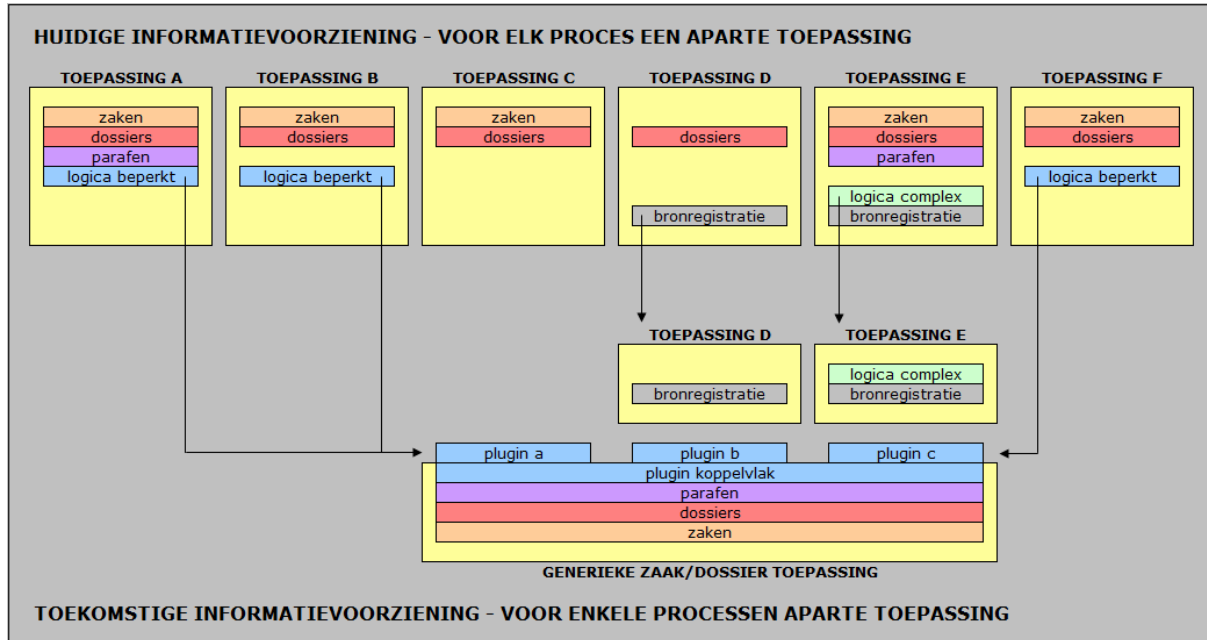 HUIDIGE INFORMATIEVOORZIENING - VOOR ELK PROCES EEN APARTE TOEPASSING
TOEPASSING A
zaken
dossiers
parafen
logica beperkt
TOEPASSING B
zaken
dossiers
logica beperkt
TOEPASSING C
zaken
dossiers
TOEPASSING D
dossiers
bronregistratie
TOEPASSING E
zaken
dossiers
parafen
logica complex
bronregistratie
TOEPASSING F
zaken
dossiers
logica beperkt
TOEPASSING D
bronregistratie
TOEPASSING E
logica complex
bronregistratie
plugin a
plugin b
plugin c
plugin koppelvlak
parafen
dossiers
zaken
GENERIEKE ZAAK/DOSSIER TOEPASSING
TOEKOMSTIGE INFORMATIEVOORZIENING - VOOR ENKELE PROCESSEN APARTE TOEPASSING